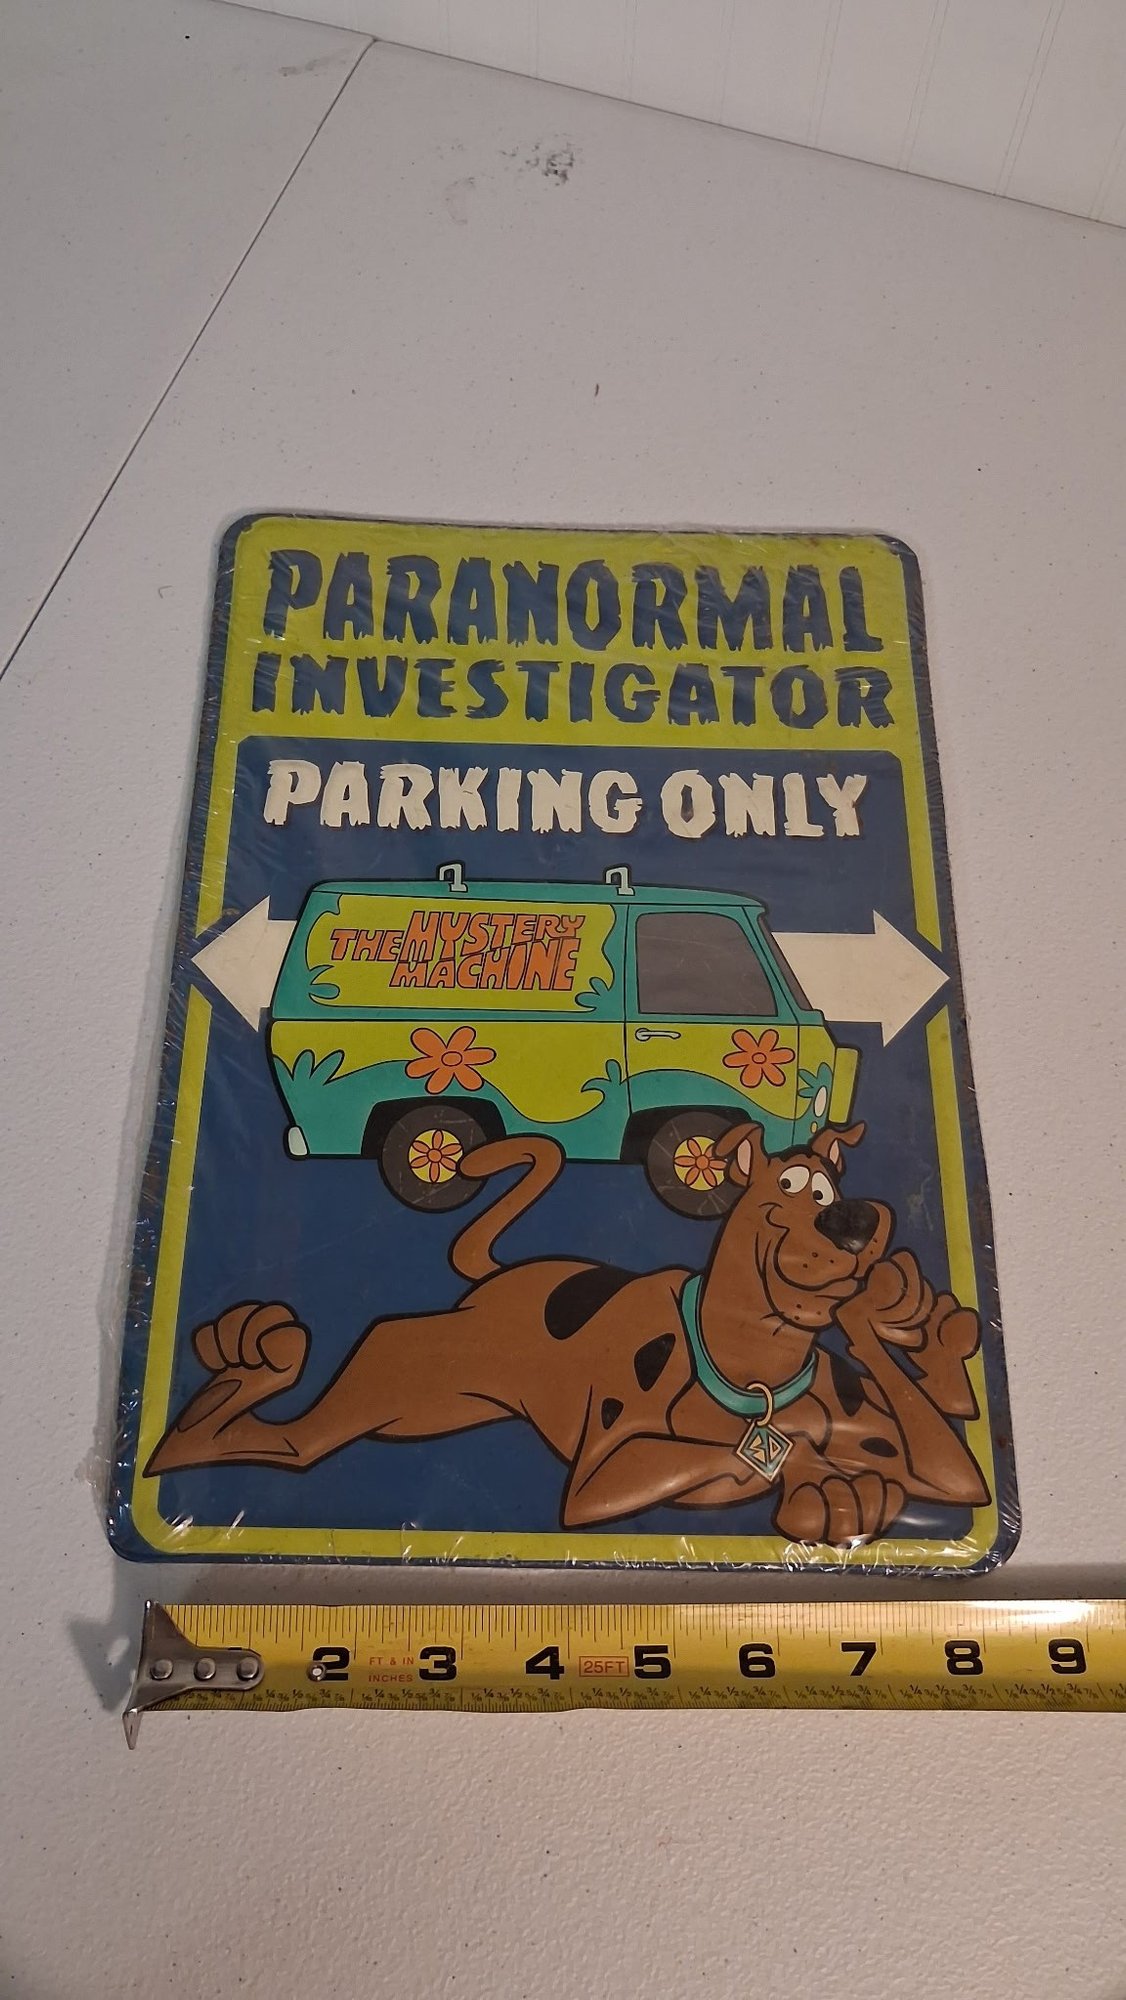 PARANORMAL
INVESTIGATOR
PARKING ONLY
THE MYSTERY
MACHINE
SD
2 FT & IN 3 4 25FT 5 6 7 8 9
INCHES